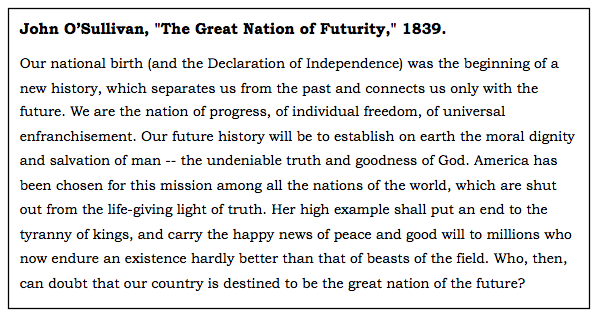 John O’Sullivan, "The Great Nation of Futurity," 1839.
Our national birth (and the Declaration of Independence) was the beginning of a
new history, which separates us from the past and connects us only with the
future. We are the nation of progress, of individual freedom, of universal
enfranchisement. Our future history will be to establish on earth the moral dignity
and salvation of man -- the undeniable truth and goodness of God. America has
been chosen for this mission among all the nations of the world, which are shut
out from the life-giving light of truth. Her high example shall put an end to the
tyranny of kings, and carry the happy news of peace and good will to millions who
now endure an existence hardly better than that of beasts of the field. Who, then,
can doubt that our country is destined to be the great nation of the future?